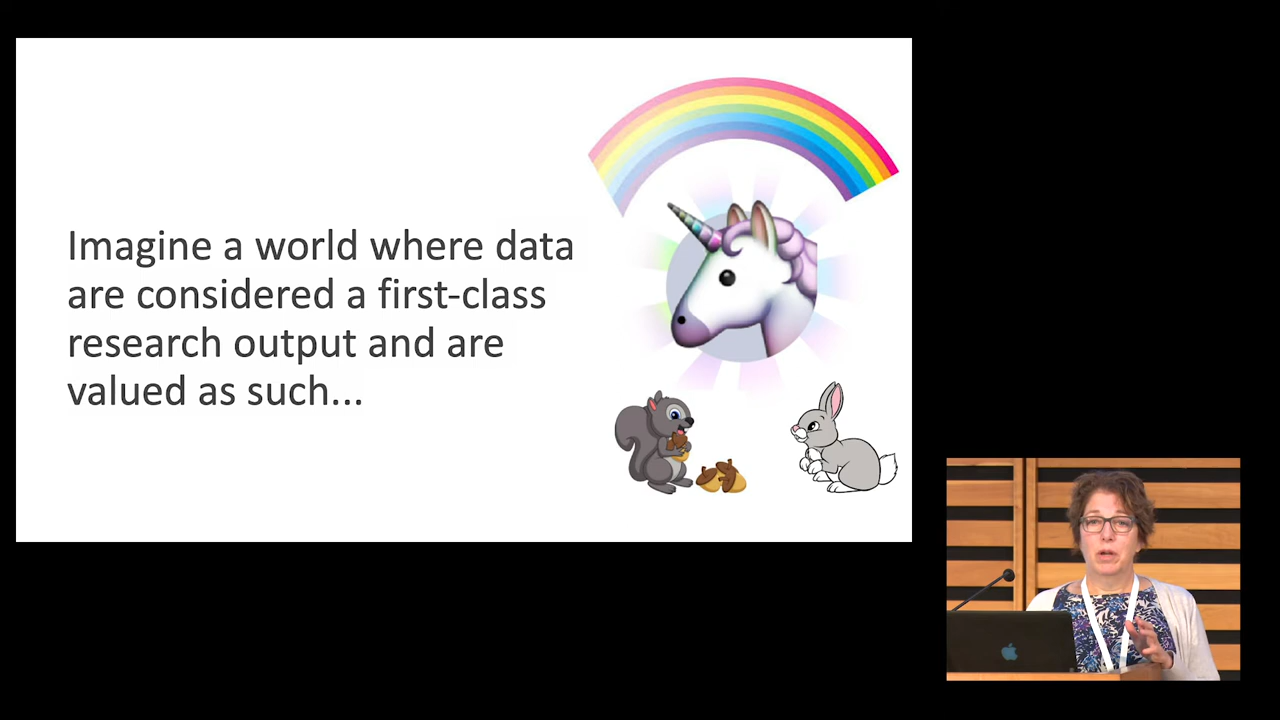 Imagine a world where data
are considered a first-class
research output and are
valued as such...